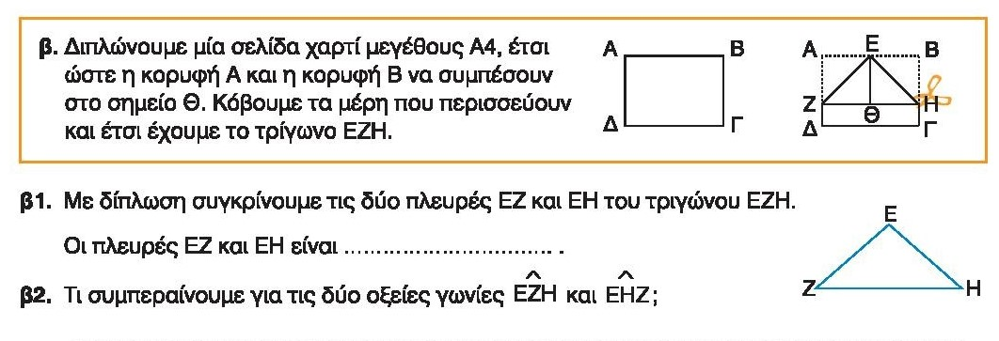 β. Διπλώνουμε μία σελίδα χαρτί μεγέθους Α4, έτσι
ώστε η κορυφή Α και η κορυφή Β να συμπέσουν
στο σημείο Θ. Κόβουμε τα μέρη που περισσεύουν
και έτσι έχουμε το τρίγωνο ΕΖΗ.
Α Β
Δ Γ
Α Ε Β
Ζ Θ Η
Δ Γ
β1. Με δίπλωση συγκρίνουμε τις δύο πλευρές ΕΖ και ΕΗ του τριγώνου ΕΖΗ.
Οι πλευρές ΕΖ και ΕΗ είναι ................................. .
β2. Τι συμπεραίνουμε για τις δύο οξείες γωνίες ΕΖΗ και ΕΗΖ;
Ε
Ζ Η